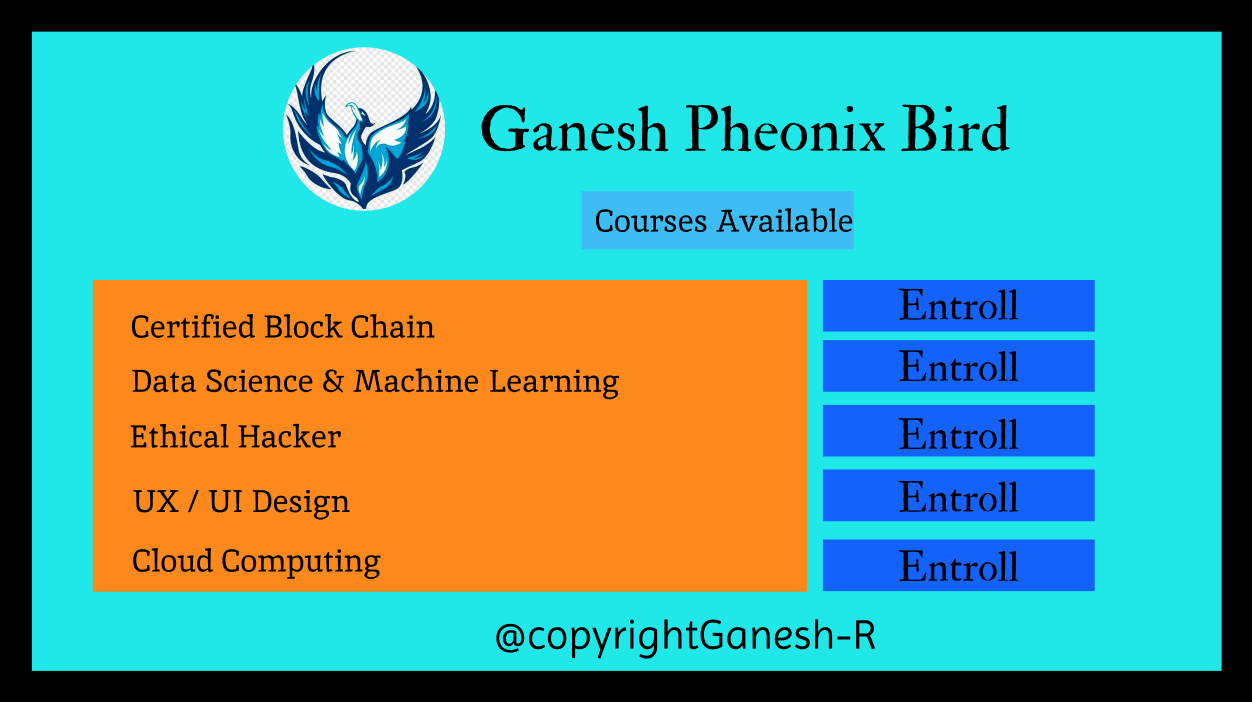 Ganesh Pheonix Bird
Courses Available
Certified Block Chain
Entroll
Data Science & Machine Learning
Entroll
Ethical Hacker
Entroll
UX / UI Design
Entroll
Cloud Computing
Entroll
@copyrightGanesh-R